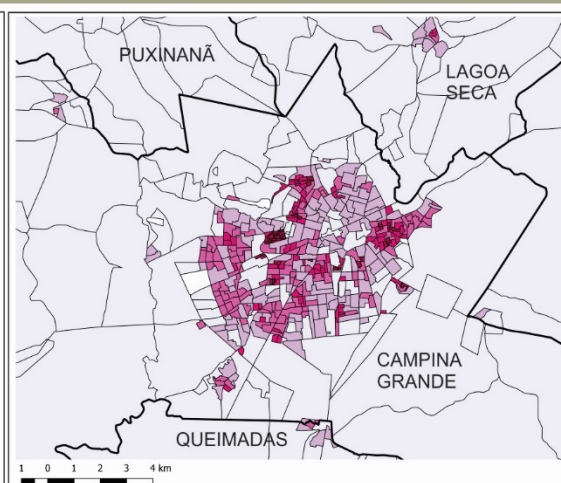 PUXINANÃ
LAGOA
SECA
CAMPINA
GRANDE
QUEIMADAS
1 0 1 2 3 4 km